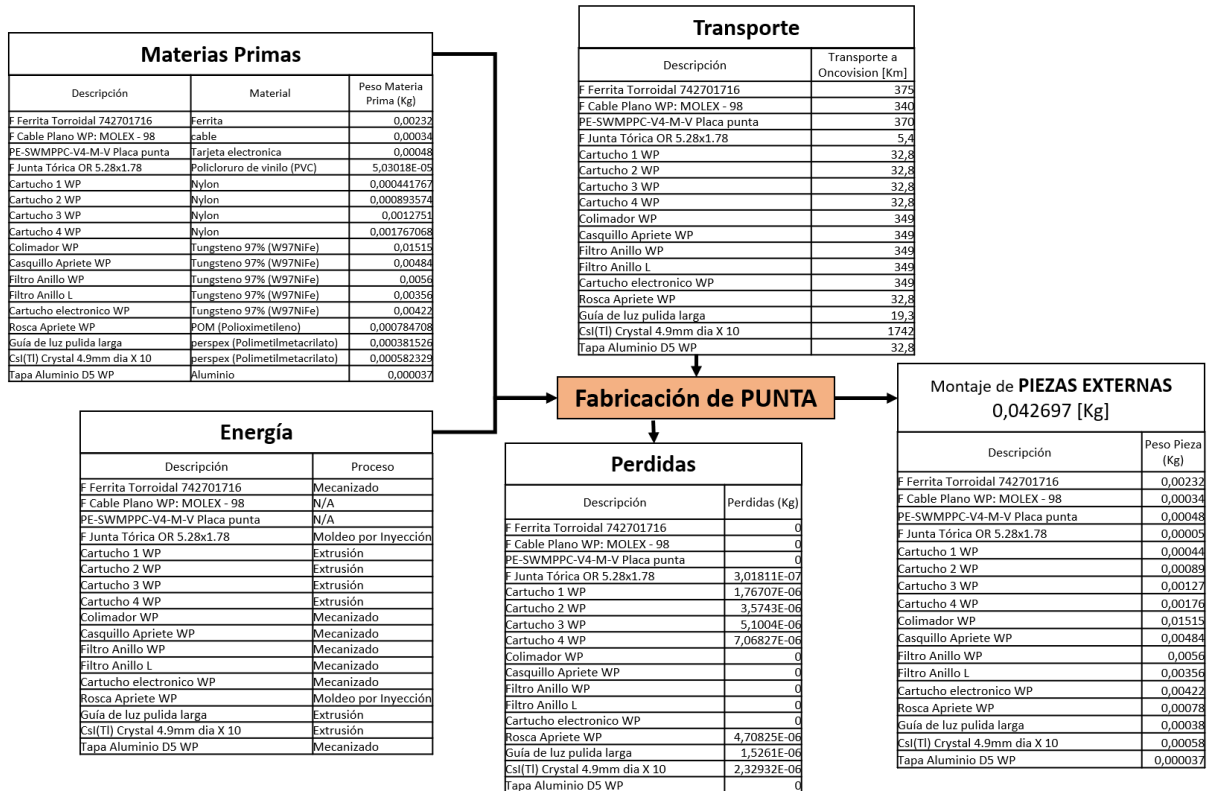 Materias Primas
Descripción Material Peso Materia Prima (Kg)
F Ferrita Torroidal 742701716 Ferrita 0,00232
F Cable Plano WP: MOLEX - 98 cable 0,00034
PE-SWMPPC-V4-M-V Placa punta Tarjeta electronica 0,00048
F Junta Tórica OR 5.28x1.78 Policloruro de vinilo (PVC) 5,03018E-05
Cartucho 1 WP Nylon 0,000441767
Cartucho 2 WP Nylon 0,000893574
Cartucho 3 WP Nylon 0,0012751
Cartucho 4 WP Nylon 0,001767068
Colimador WP Tungsteno 97% (W97NiFe) 0,01515
Casquillo Apriete WP Tungsteno 97% (W97NiFe) 0,00484
Filtro Anillo WP Tungsteno 97% (W97NiFe) 0,0056
Filtro Anillo L Tungsteno 97% (W97NiFe) 0,00356
Cartucho electronico WP Tungsteno 97% (W97NiFe) 0,00422
Rosca Apriete WP POM (Polioximetileno) 0,000784708
Guía de luz pulida larga perspex (Polimetilmetacrilato) 0,000381526
CsI(Tl) Crystal 4.9mm dia X 10 perspex (Polimetilmetacrilato) 0,000582329
Tapa Aluminio D5 WP Aluminio 0,000037
Transporte
Descripción Transporte a Oncovision [Km]
F Ferrita Torroidal 742701716 375
F Cable Plano WP: MOLEX - 98 340
PE-SWMPPC-V4-M-V Placa punta 370
F Junta Tórica OR 5.28x1.78 5,4
Cartucho 1 WP 32,8
Cartucho 2 WP 32,8
Cartucho 3 WP 32,8
Cartucho 4 WP 32,8
Colimador WP 349
Casquillo Apriete WP 349
Filtro Anillo WP 349
Filtro Anillo L 349
Cartucho electronico WP 349
Rosca Apriete WP 32,8
Guía de luz pulida larga 19,3
CsI(Tl) Crystal 4.9mm dia X 10 1742
Tapa Aluminio D5 WP 32,8
Fabricación de PUNTA
Energía
Descripción Proceso
F Ferrita Torroidal 742701716 Mecanizado
F Cable Plano WP: MOLEX - 98 N/A
PE-SWMPPC-V4-M-V Placa punta N/A
F Junta Tórica OR 5.28x1.78 Moldeo por Inyección
Cartucho 1 WP Extrusión
Cartucho 2 WP Extrusión
Cartucho 3 WP Extrusión
Cartucho 4 WP Extrusión
Colimador WP Mecanizado
Casquillo Apriete WP Mecanizado
Filtro Anillo WP Mecanizado
Filtro Anillo L Mecanizado
Cartucho electronico WP Mecanizado
Rosca Apriete WP Moldeo por Inyección
Guía de luz pulida larga Extrusión
CsI(Tl) Crystal 4.9mm dia X 10 Extrusión
Tapa Aluminio D5 WP Mecanizado
Perdidas
Descripción Perdidas (Kg)
F Ferrita Torroidal 742701716 0
F Cable Plano WP: MOLEX - 98 0
PE-SWMPPC-V4-M-V Placa punta 0
F Junta Tórica OR 5.28x1.78 3,01811E-07
Cartucho 1 WP 1,76707E-06
Cartucho 2 WP 3,5743E-06
Cartucho 3 WP 5,1004E-06
Cartucho 4 WP 7,06827E-06
Colimador WP 0
Casquillo Apriete WP 0
Filtro Anillo WP 0
Filtro Anillo L 0
Cartucho electronico WP 0
Rosca Apriete WP 4,70825E-06
Guía de luz pulida larga 1,5261E-06
CsI(Tl) Crystal 4.9mm dia X 10 2,32932E-06
Tapa Aluminio D5 WP 0
Montaje de PIEZAS EXTERNAS
0,042697 [Kg]
Descripción Peso Pieza (Kg)
F Ferrita Torroidal 742701716 0,00232
F Cable Plano WP: MOLEX - 98 0,00034
PE-SWMPPC-V4-M-V Placa punta 0,00048
F Junta Tórica OR 5.28x1.78 0,00005
Cartucho 1 WP 0,00044
Cartucho 2 WP 0,00089
Cartucho 3 WP 0,00127
Cartucho 4 WP 0,00176
Colimador WP 0,01515
Casquillo Apriete WP 0,00484
Filtro Anillo WP 0,0056
Filtro Anillo L 0,00356
Cartucho electronico WP 0,00422
Rosca Apriete WP 0,00078
Guía de luz pulida larga 0,00038
CsI(Tl) Crystal 4.9mm dia X 10 0,00058
Tapa Aluminio D5 WP 0,000037